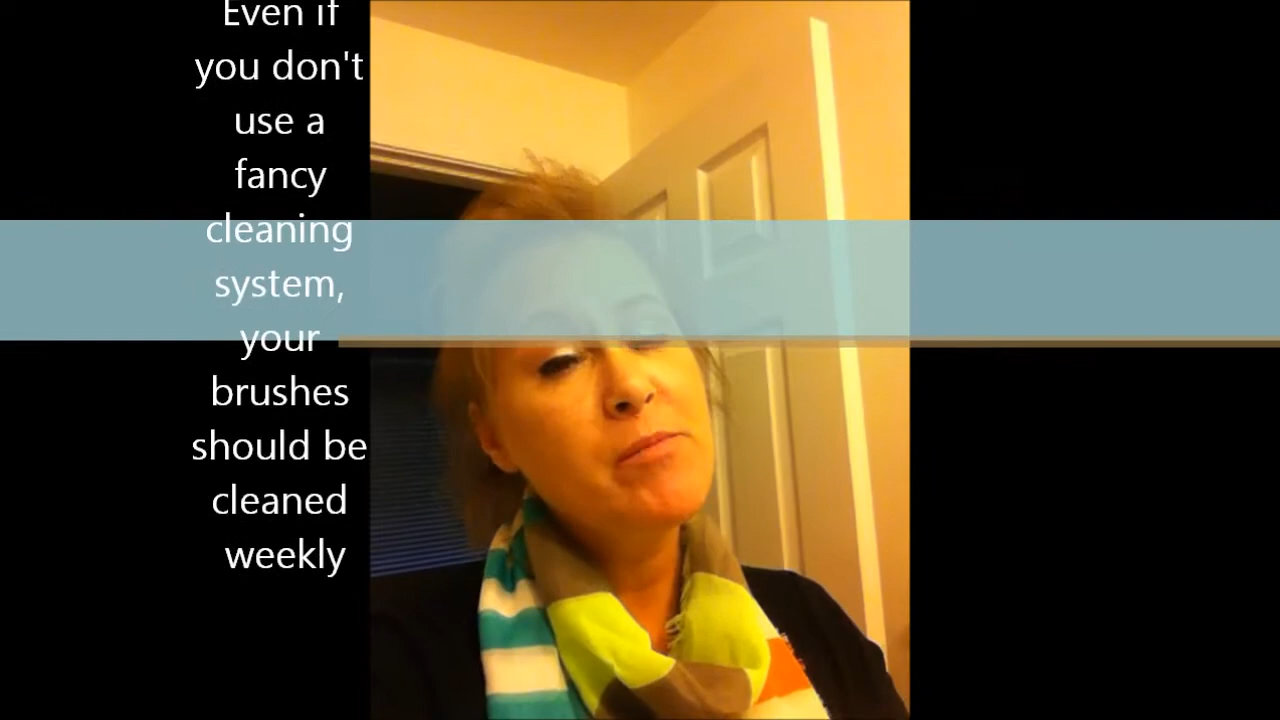 Even if
you don't
use a
fancy
cleaning
system,
your
brushes
should be
cleaned
weekly